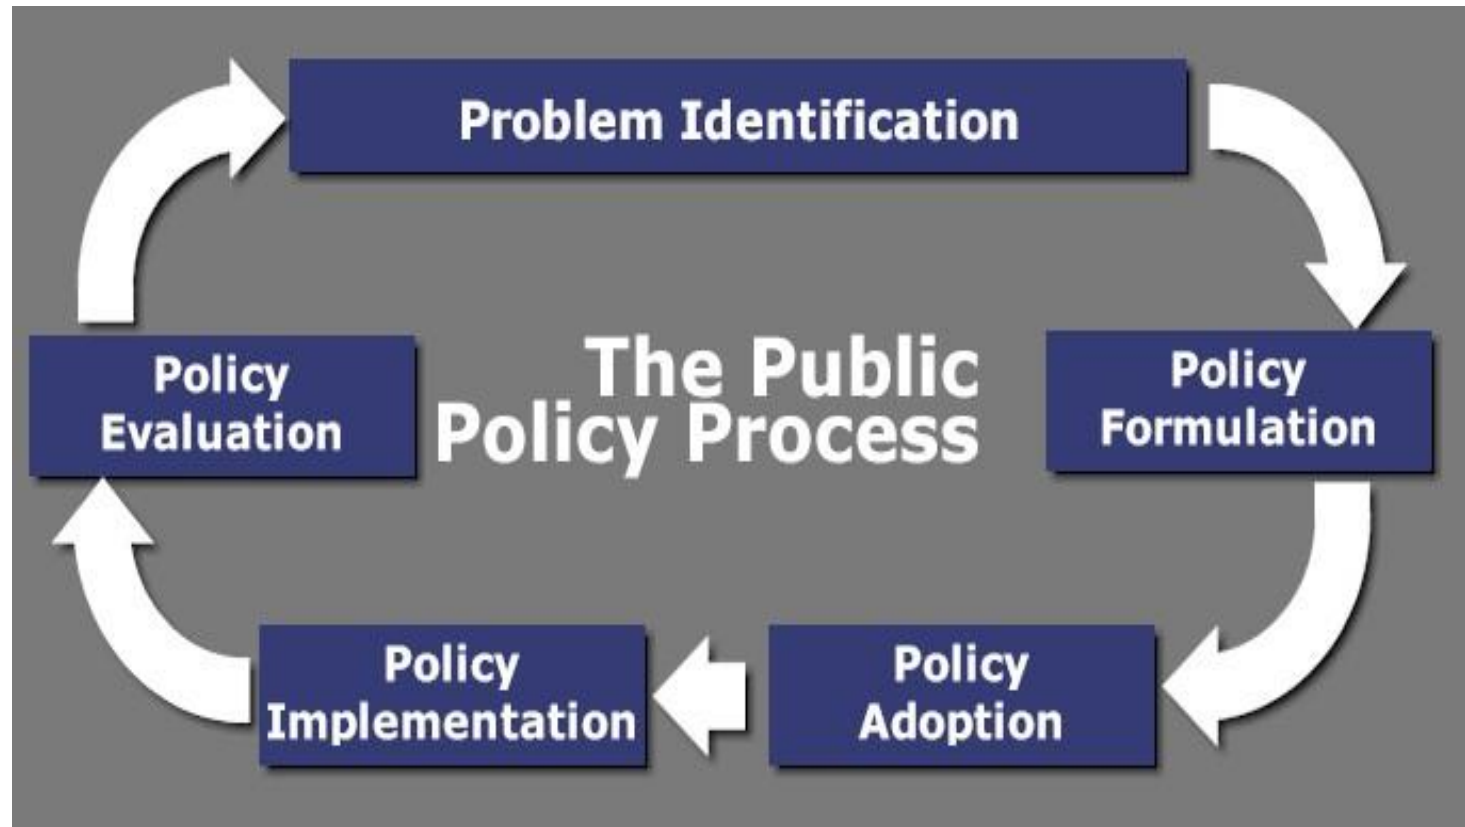 Problem Identification
Policy
Formulation
Policy
Adoption
Policy
Implementation
Policy
Evaluation
The Public
Policy Process